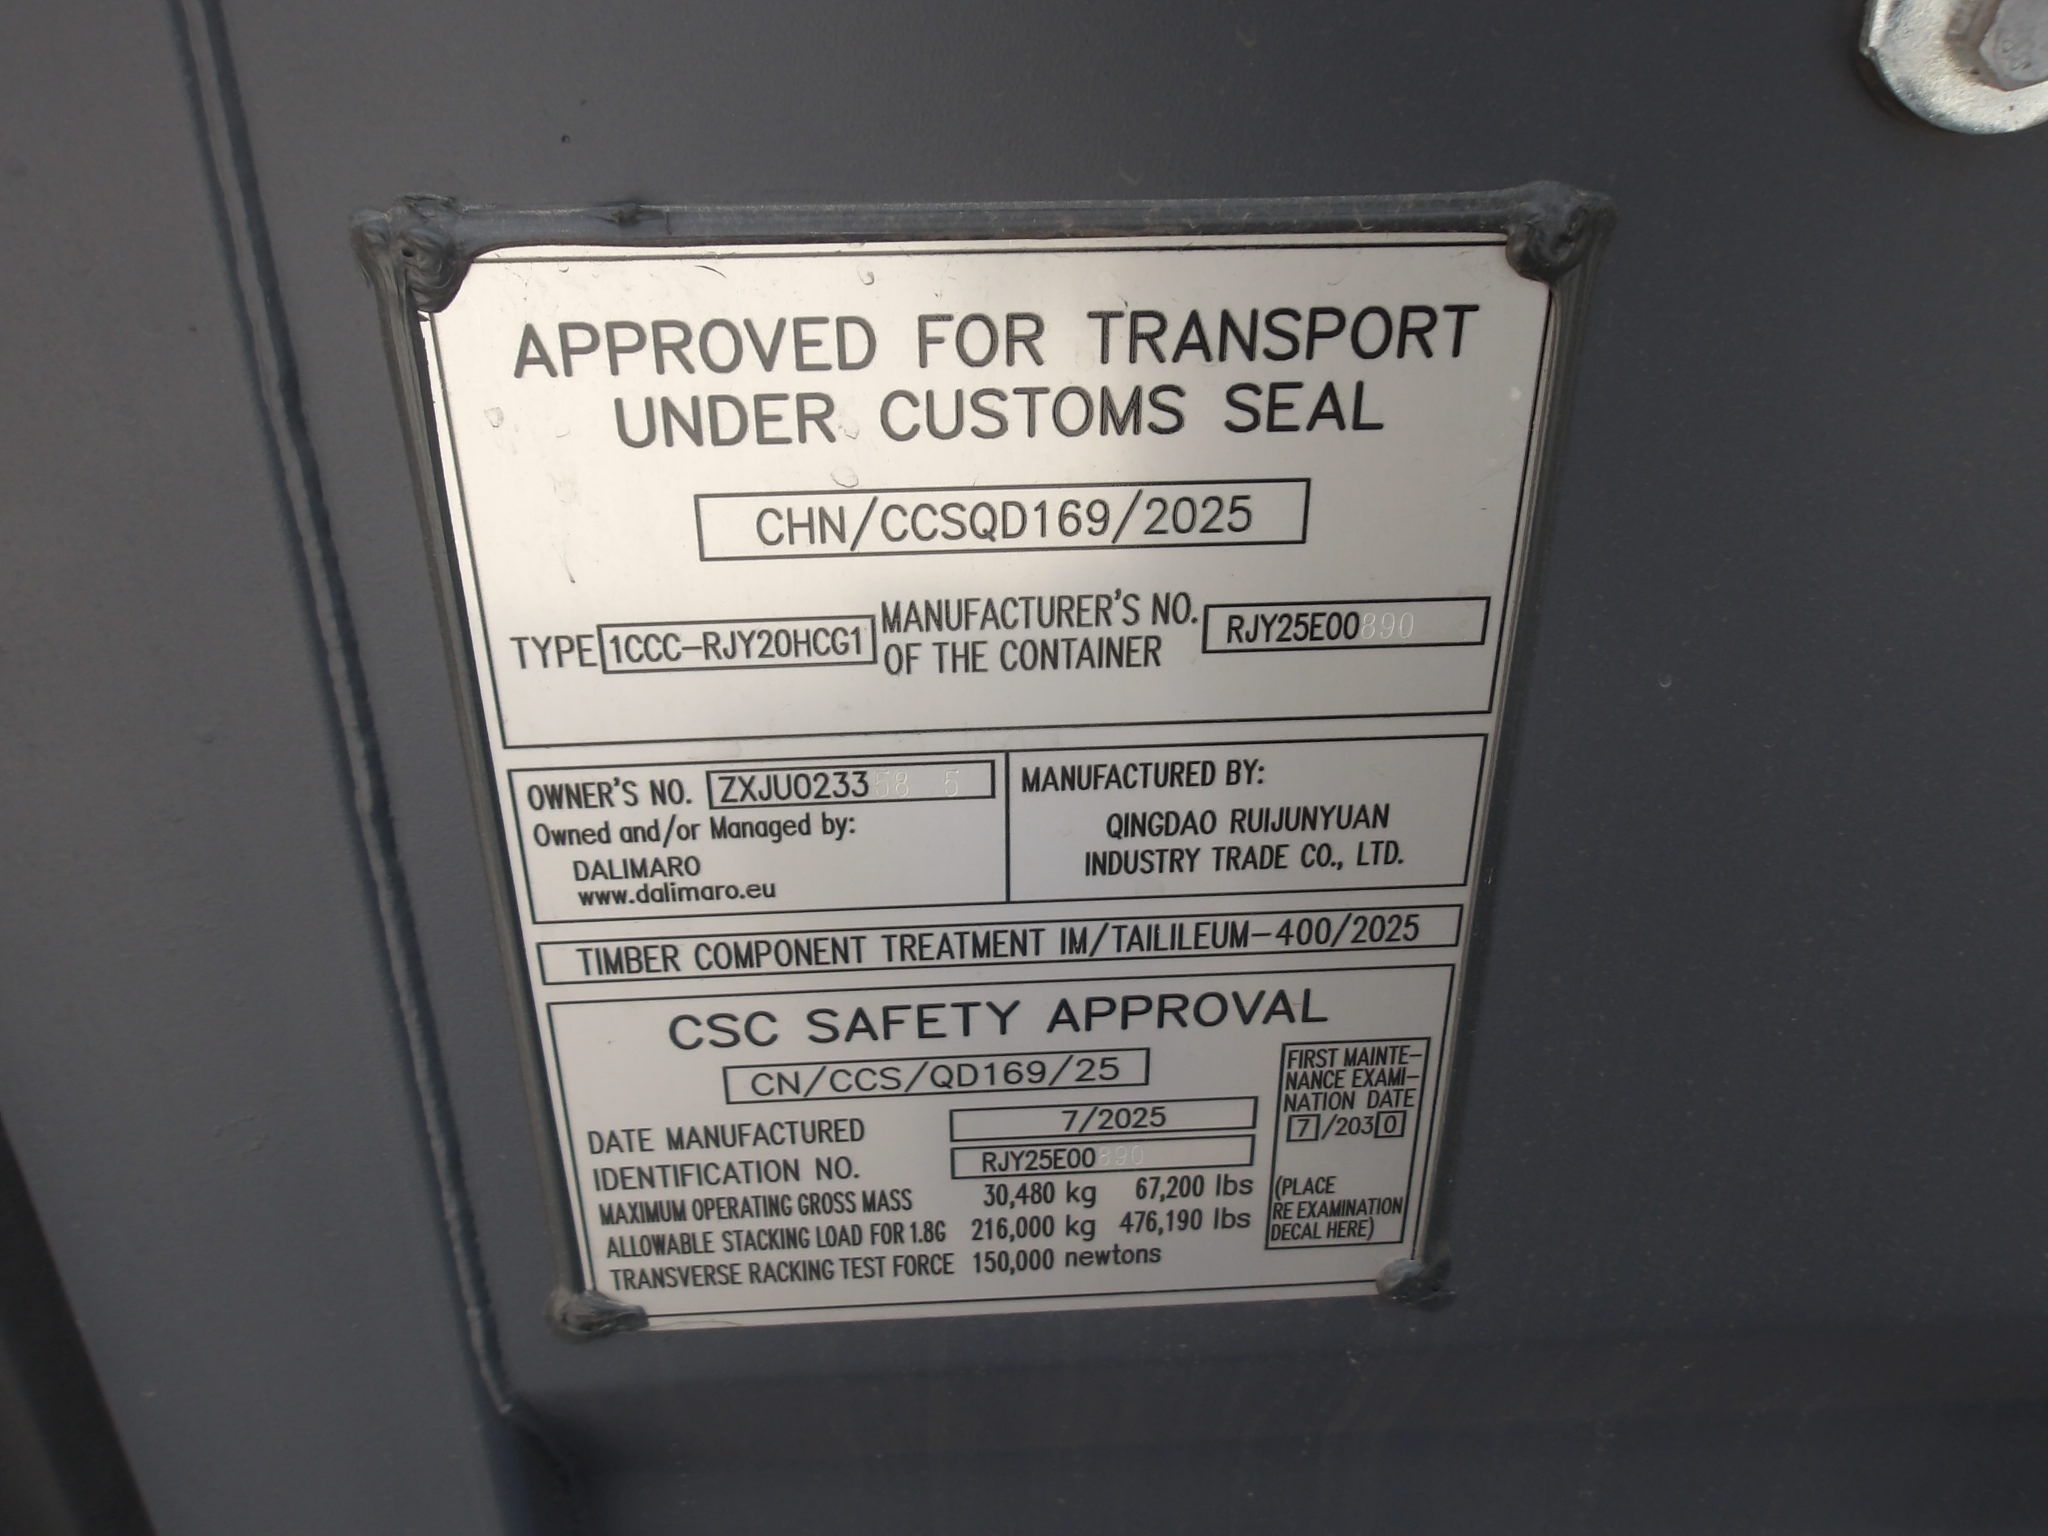 APPROVED FOR TRANSPORT
UNDER CUSTOMS SEAL
CHN/CCSQD169/2025
TYPE 1CCC-RJY20HCG1 MANUFACTURER'S NO. OF THE CONTAINER RJY25E00890
OWNER'S NO. ZXJU023358 5
Owned and/or Managed by:
DALIMARO
www.dalimaro.eu
MANUFACTURED BY:
QINGDAO RUIJUNYUAN
INDUSTRY TRADE CO., LTD.
TIMBER COMPONENT TREATMENT IM/TAILILEUM-400/2025
CSC SAFETY APPROVAL
CN/CCS/QD169/25
DATE MANUFACTURED 7/2025
IDENTIFICATION NO. RJY25E00890
MAXIMUM OPERATING GROSS MASS 30,480 kg 67,200 lbs
ALLOWABLE STACKING LOAD FOR 1.8G 216,000 kg 476,190 lbs
TRANSVERSE RACKING TEST FORCE 150,000 newtons
FIRST MAINTE-
NANCE EXAMI-
NATION DATE
7/2030
(PLACE
RE EXAMINATION
DECAL HERE)